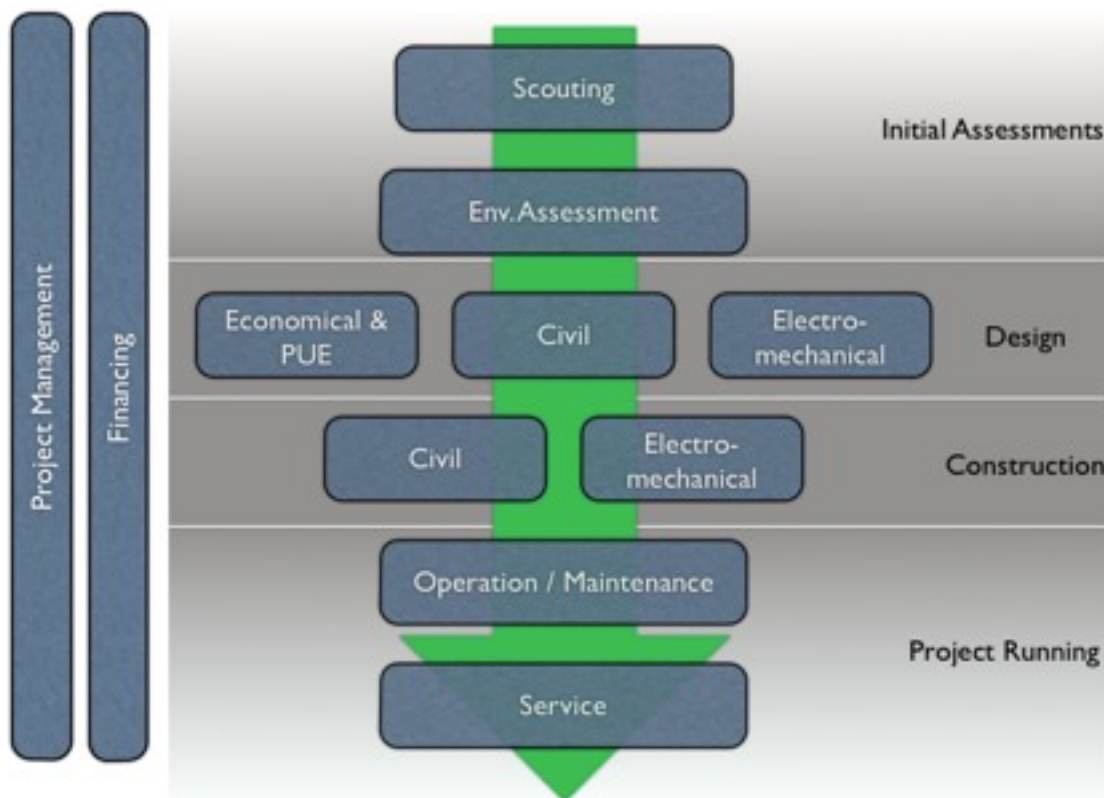 Project Management
Financing
Scouting
Initial Assessments
Env. Assessment
Economical &
PUE
Civil
Electro-
mechanical
Design
Civil
Electro-
mechanical
Construction
Operation / Maintenance
Project Running
Service